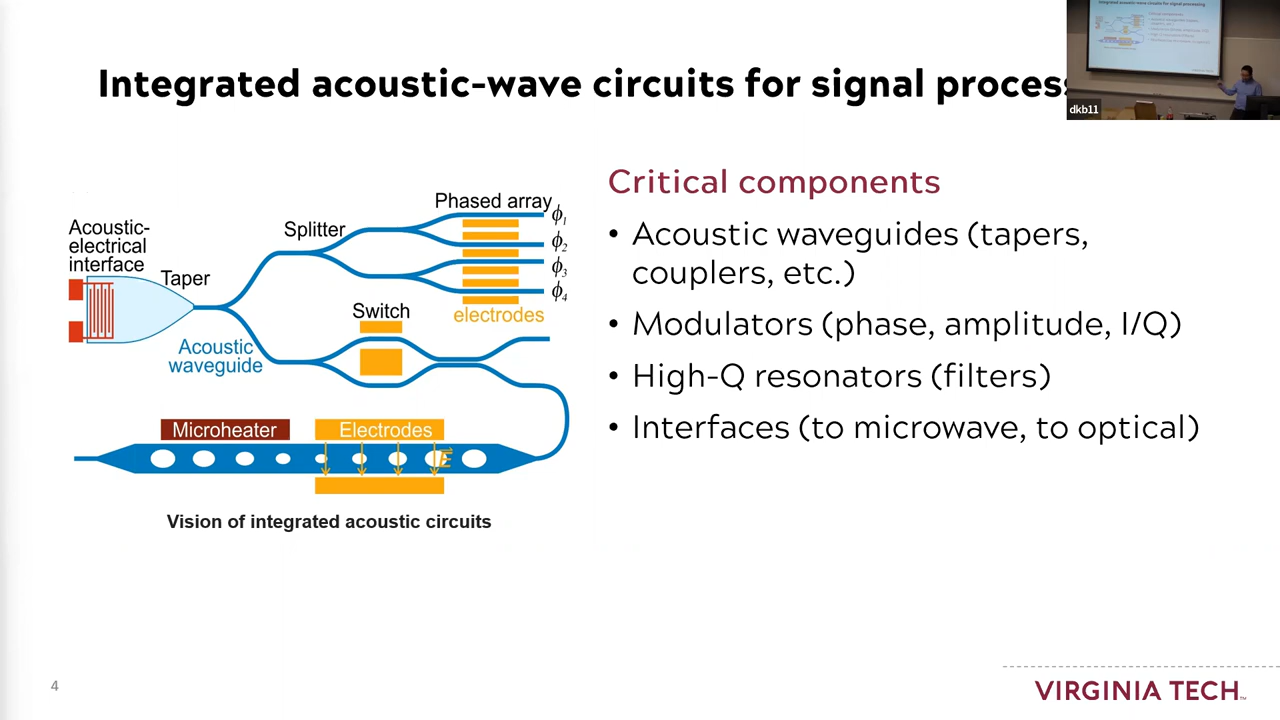 Integrated acoustic-wave circuits for signal proces
dkb11
Critical components
• Acoustic waveguides (tapers,
couplers, etc.)
• Modulators (phase, amplitude, I/Q)
• High-Q resonators (filters)
• Interfaces (to microwave, to optical)
Acoustic-
electrical
interface
Taper
Splitter
Phased array
ϕ1
ϕ2
ϕ3
ϕ4
electrodes
Switch
Acoustic
waveguide
Microheater
Electrodes
E
Vision of integrated acoustic circuits
4
VIRGINIA TECH